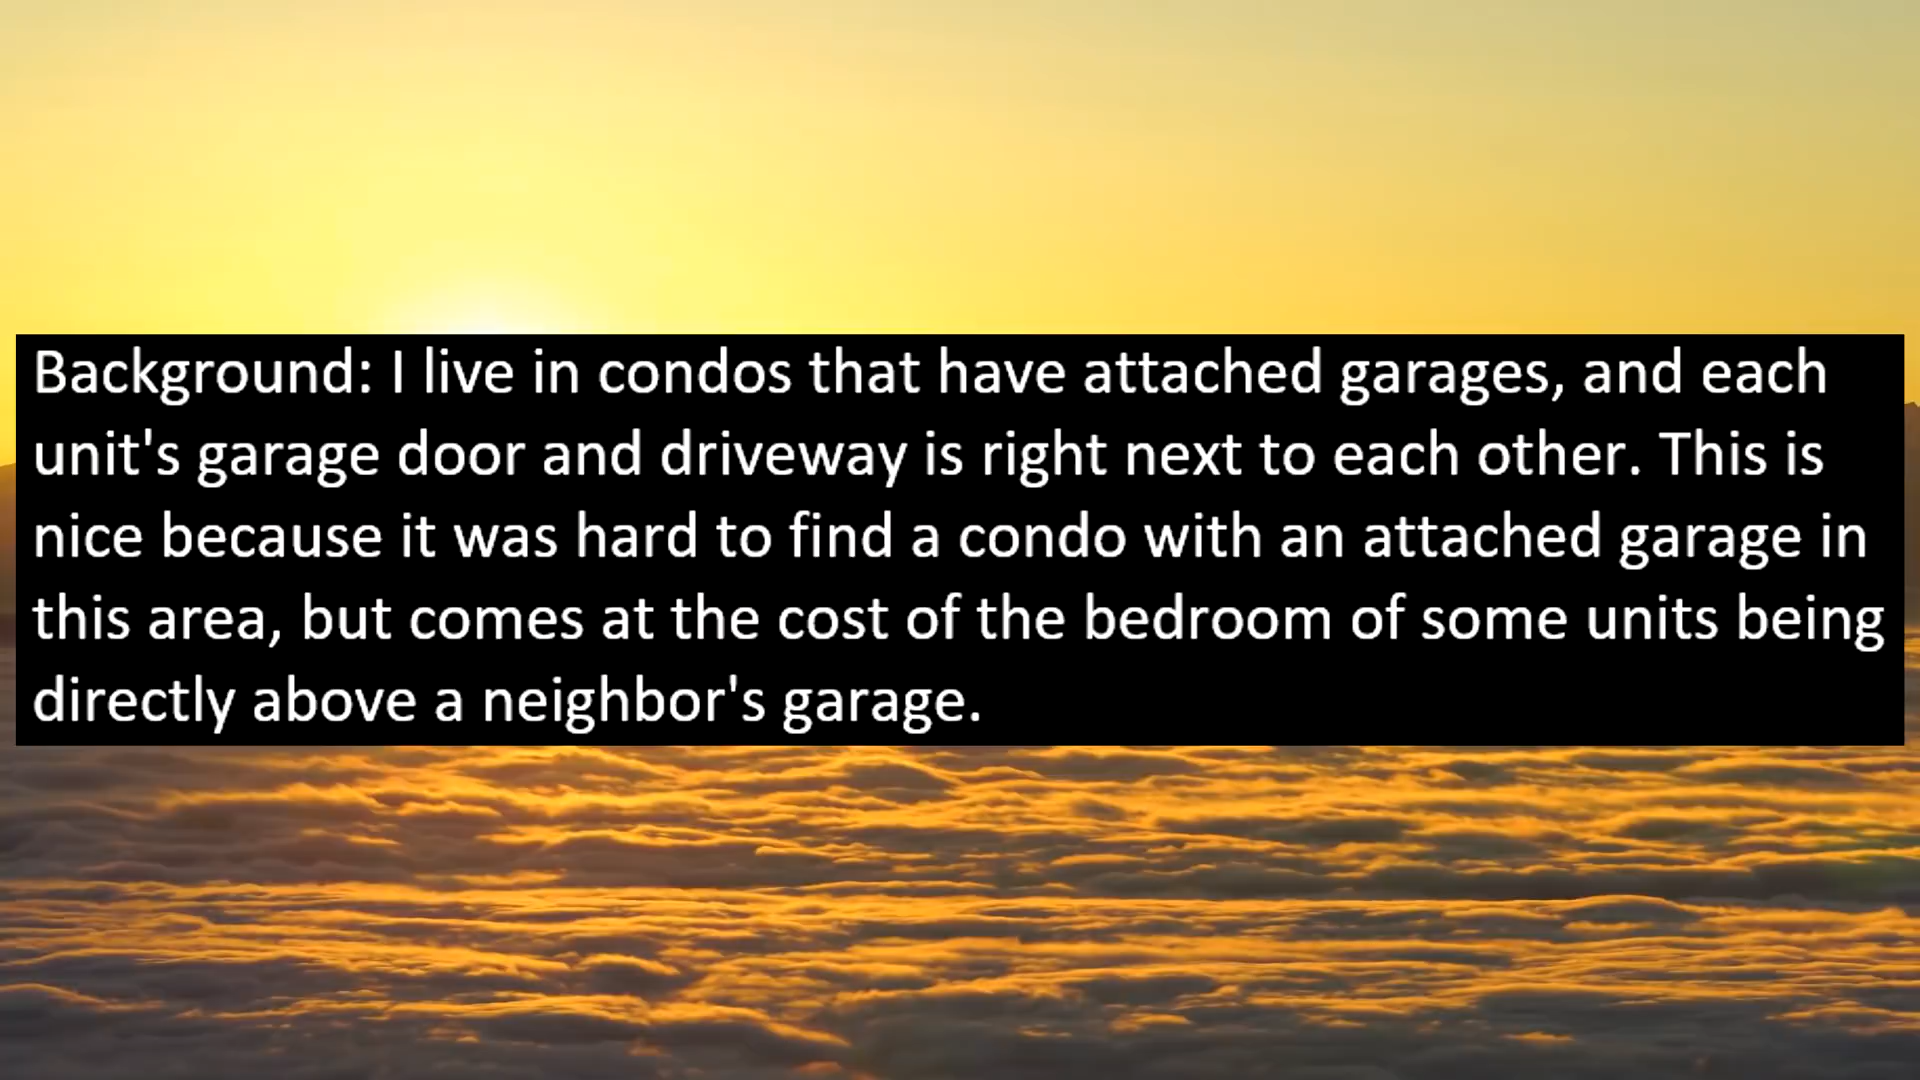 Background: I live in condos that have attached garages, and each
unit's garage door and driveway is right next to each other. This is
nice because it was hard to find a condo with an attached garage in
this area, but comes at the cost of the bedroom of some units being
directly above a neighbor's garage.